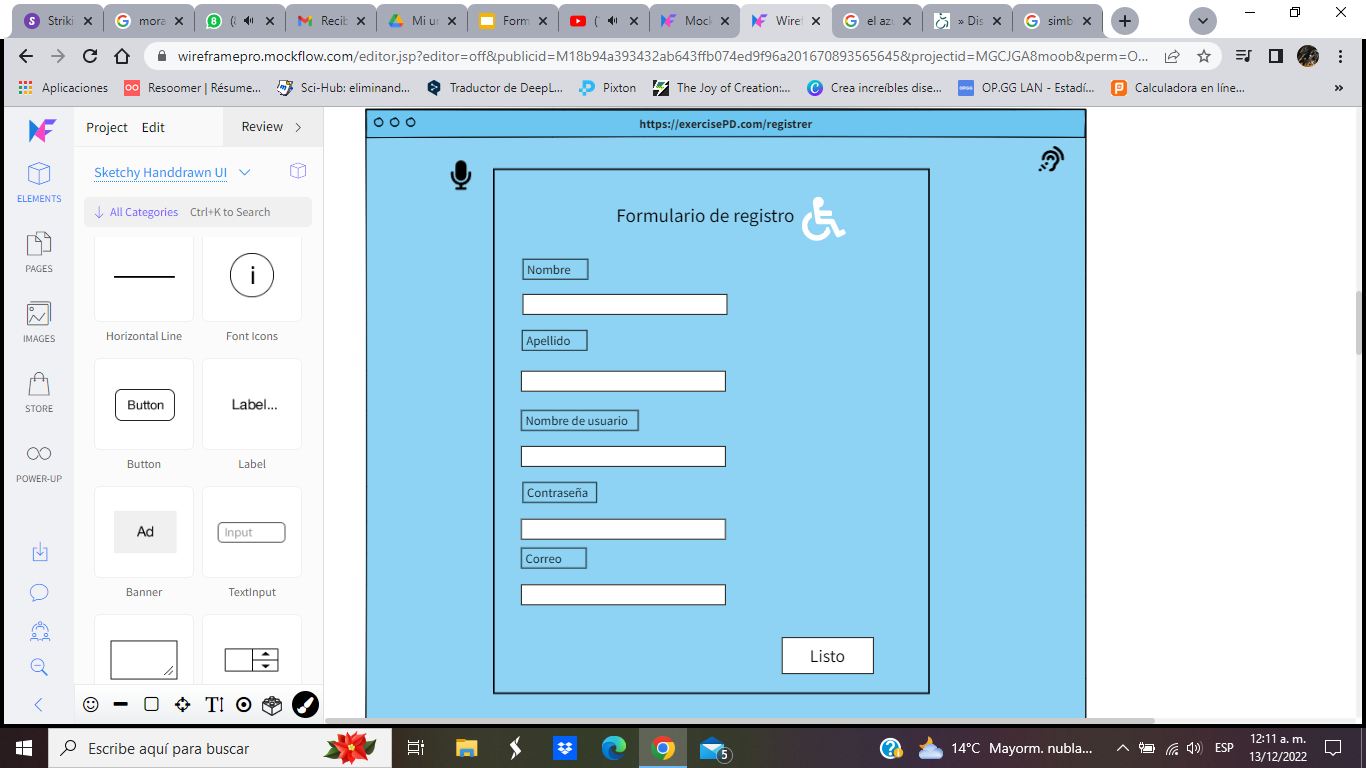 Striki
mora
(
Recib
Mi un
Form
(
Mock
Wiref
el azu
» Dis
simb
wireframepro.mockflow.com/editor.jsp?editor=off&publicid=M18b94a393432ab643ffb074ed9f96a201670893565645&projectid=MGCJGA8moob&perm=O...
Aplicaciones
Resoomer | Résume...
Sci-Hub: eliminand...
Traductor de DeepL...
Pixton
The Joy of Creation:...
Crea increíbles dise...
OP.GG LAN - Estadí...
Calculadora en líne...
»
Project Edit Review
Sketchy Handdrawn UI
All Categories Ctrl+K to Search
ELEMENTS
PAGES
IMAGES
STORE
POWER-UP
i
Horizontal Line
Font Icons
Button
Label...
Button
Label
Ad
Input
Banner
TextInput
https://exercisePD.com/registrer
Formulario de registro
Nombre
Apellido
Nombre de usuario
Contraseña
Correo
Listo
Escribe aquí para buscar
5
14°C Mayorm. nubla...
ESP
12:11 a. m.
13/12/2022